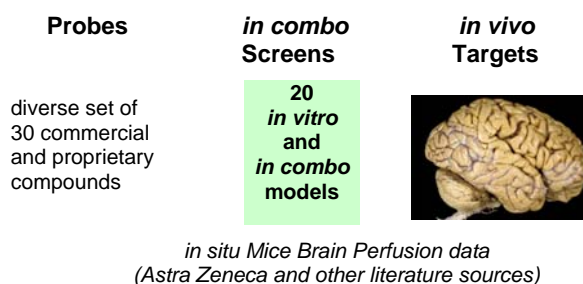 Probes in combo in vivo
Screens Targets
diverse set of
30 commercial
and proprietary
compounds
20
in vitro
and
in combo
models
in situ Mice Brain Perfusion data
(Astra Zeneca and other literature sources)